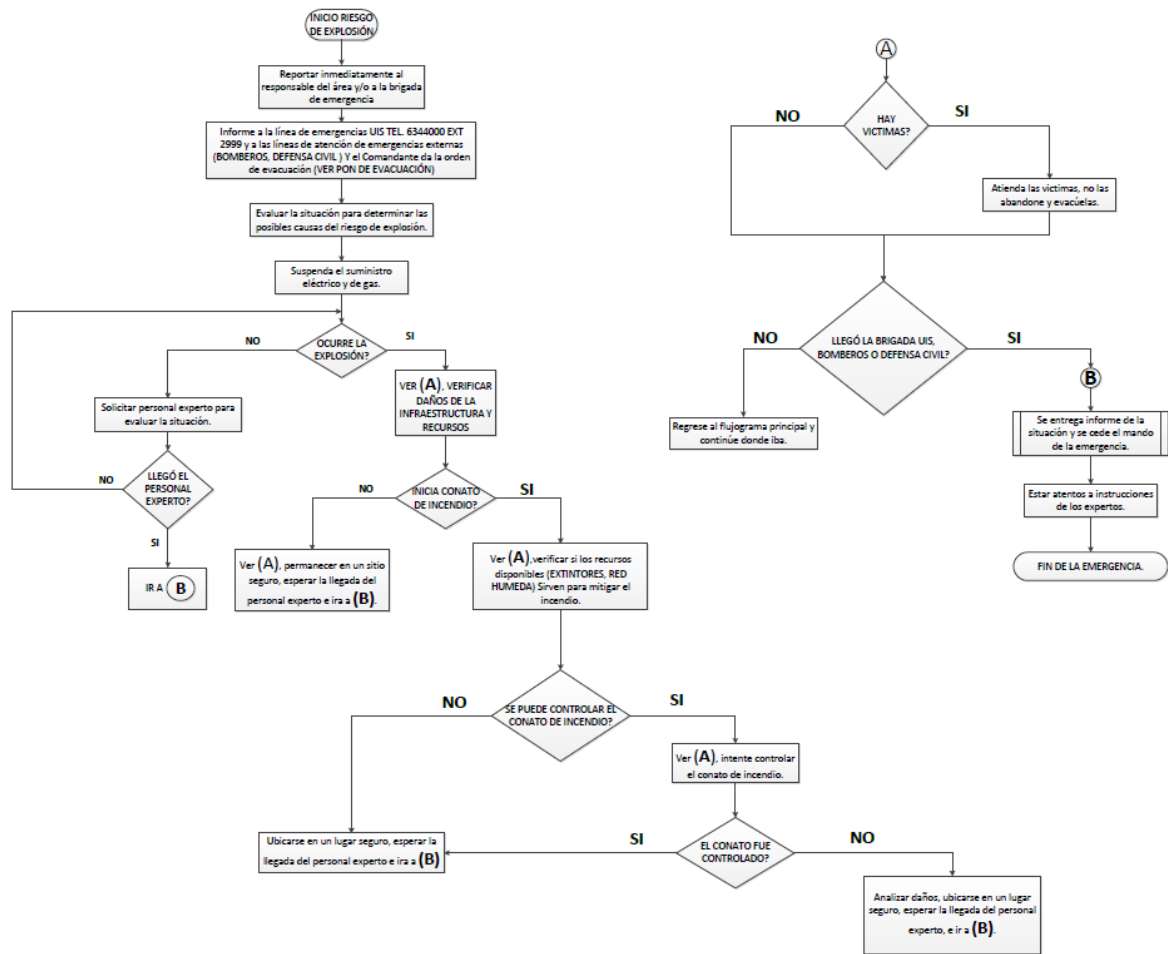 INICIO RIESGO
DE EXPLOSIÓN
Reportar inmediatamente al
responsable del área y/o a la brigada
de emergencia
Informe a la línea de emergencias UIS TEL. 6344000 EXT
2999 y a las líneas de atención de emergencias externas
(BOMBEROS, DEFENSA CIVIL ) Y el Comandante da la orden
de evacuación (VER PON DE EVACUACIÓN)
Evaluar la situación para determinar las
posibles causas del riesgo de explosión.
Suspenda el suministro
eléctrico y de gas.
OCURRE LA
EXPLOSIÓN?
NO
SI
Solicitar personal experto para
evaluar la situación.
LLEGÓ EL
PERSONAL
EXPERTO?
NO
SI
IR A B
VER (A), VERIFICAR
DAÑOS DE LA
INFRAESTRUCTURA Y
RECURSOS
INICIA CONATO
DE INCENDIO?
NO
SI
Ver (A), permanecer en un sitio
seguro, esperar la llegada del
personal experto e ira a (B).
Ver (A),verificar si los recursos
disponibles (EXTINTORES, RED
HUMEDA) Sirven para mitigar el
incendio.
SE PUEDE CONTROLAR EL
CONATO DE INCENDIO?
NO
SI
Ver (A), intente controlar
el conato de incendio.
EL CONATO FUE
CONTROLADO?
SI
NO
Ubicarse en un lugar seguro, esperar la
llegada del personal experto e ira a (B)
Analizar daños, ubicarse en un lugar
seguro, esperar la llegada del personal
experto, e ir a (B).
A
HAY
VICTIMAS?
NO
SI
Atienda las victimas, no las
abandone y evacúelas.
LLEGÓ LA BRIGADA UIS,
BOMBEROS O DEFENSA CIVIL?
NO
SI
Regrese al flujograma principal y
continúe donde iba.
B
Se entrega informe de la
situación y se cede el mando
de la emergencia.
Estar atentos a instrucciones
de los expertos.
FIN DE LA EMERGENCIA.